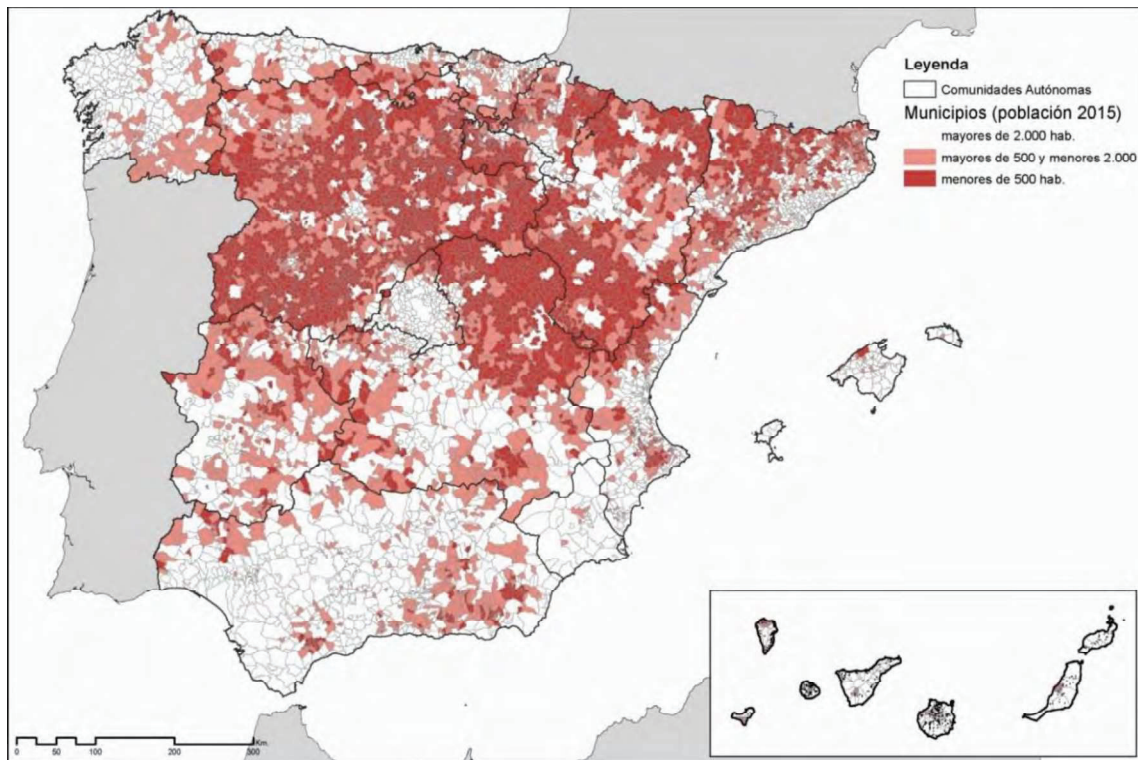 Leyenda
Comunidades Autónomas
Municipios (población 2015)
mayores de 2.000 hab.
mayores de 500 y menores 2.000
menores de 500 hab.
0 50 100 200 300 Km.